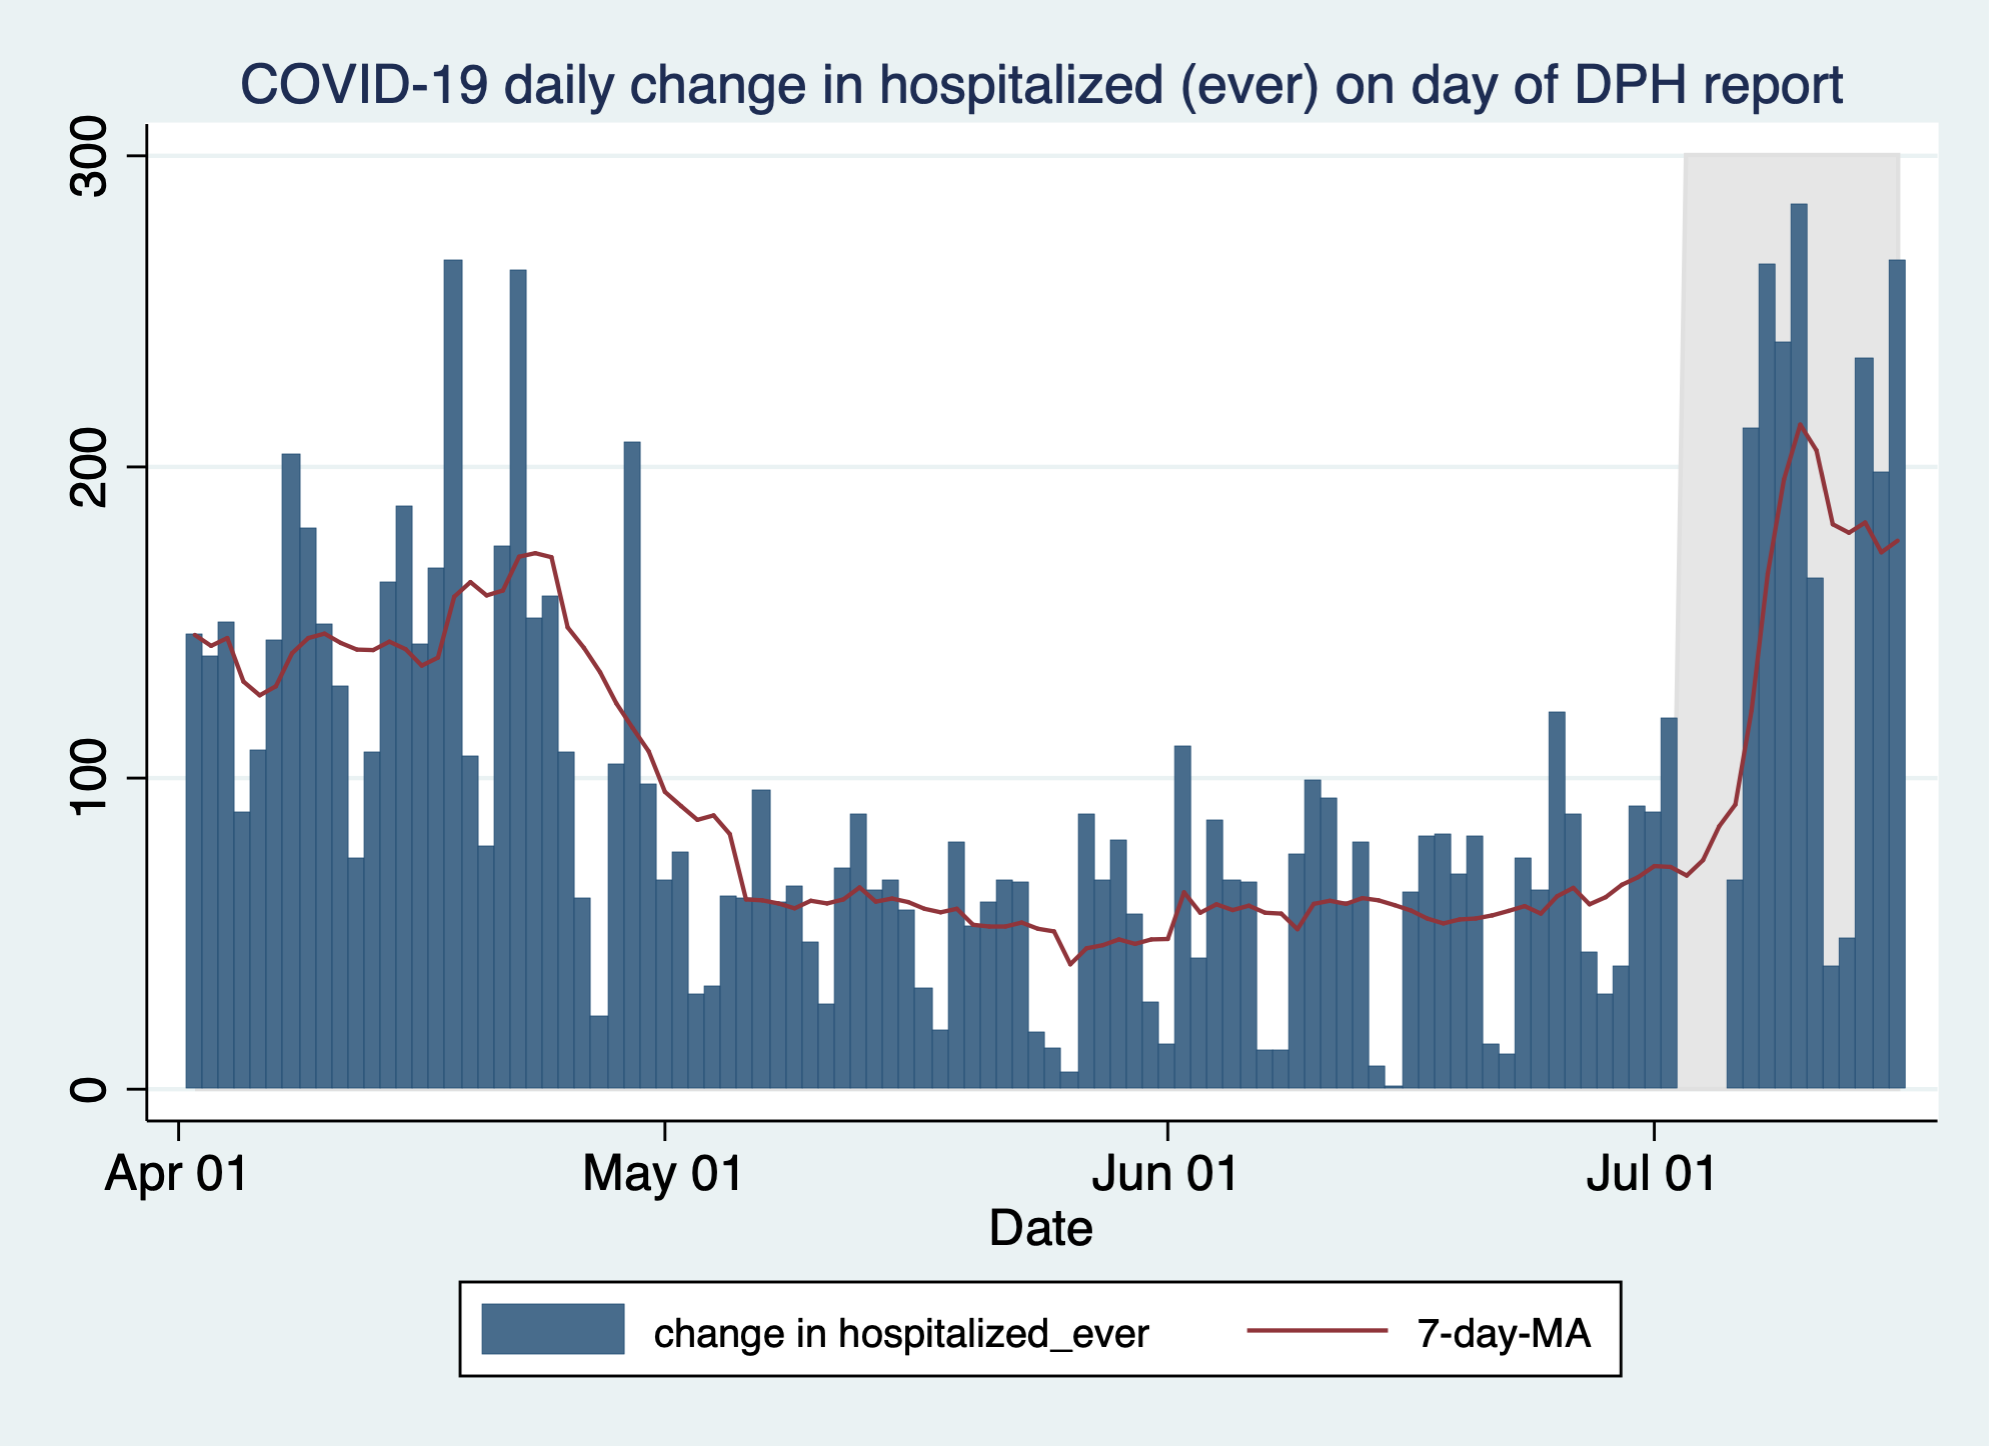 COVID-19 daily change in hospitalized (ever) on day of DPH report
300
200
100
0
Apr 01 May 01 Jun 01 Jul 01
Date
change in hospitalized_ever 7-day-MA